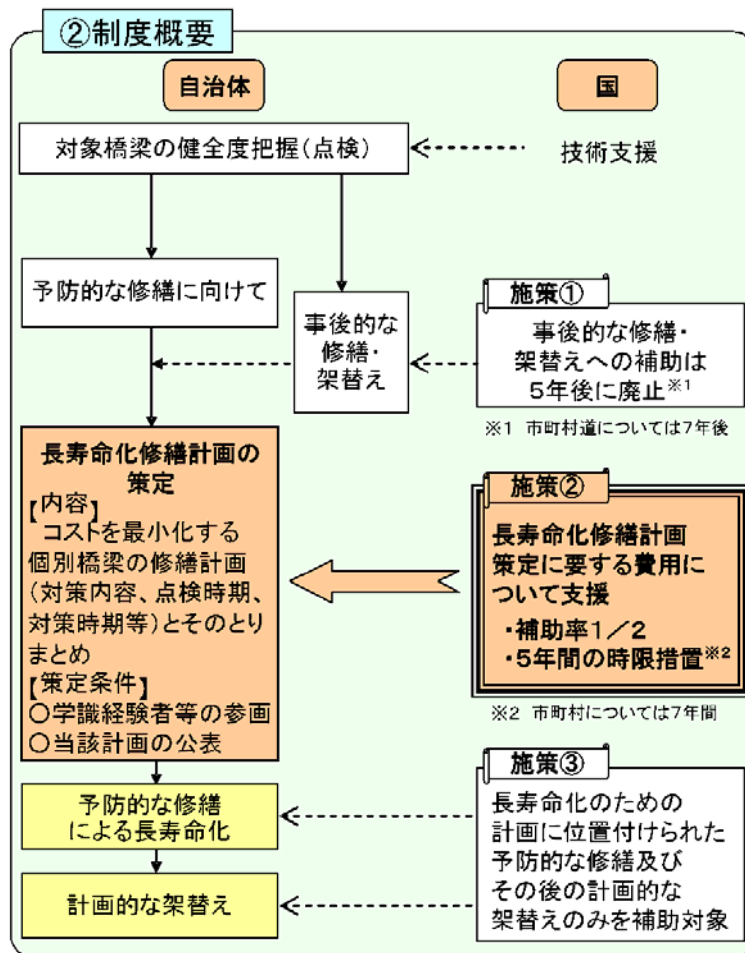 ②制度概要
自治体
国
対象橋梁の健全度把握(点検)
技術支援
予防的な修繕に向けて
事後的な
修繕・
架替え
施策①
事後的な修繕・
架替えへの補助は
5年後に廃止※1
※1 市町村道については7年後
長寿命化修繕計画の
策定
【内容】
コストを最小化する
個別橋梁の修繕計画
(対策内容、点検時期、
対策時期等)とそのとり
まとめ
【策定条件】
○学識経験者等の参画
○当該計画の公表
施策②
長寿命化修繕計画
策定に要する費用に
ついて支援
・補助率1/2
・5年間の時限措置※2
※2 市町村については7年間
予防的な修繕
による長寿命化
計画的な架替え
施策③
長寿命化のための
計画に位置付けられた
予防的な修繕及び
その後の計画的な
架替えのみを補助対象